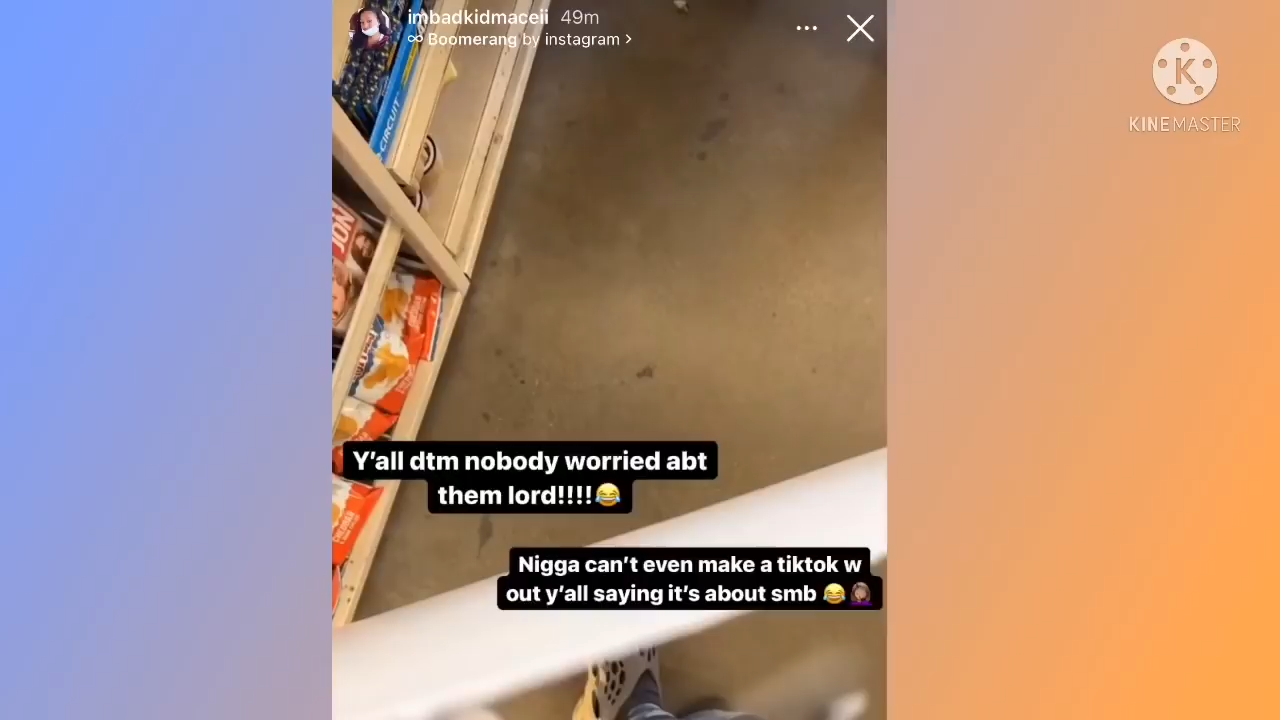 imbadkidmaceii 49m
∞ Boomerang by instagram >
K
KINEMASTER
-CIRCUIT
Y'all dtm nobody worried abt
them lord!!!!😂
Nigga can't even make a tiktok w
out y'all saying it's about smb 😂🤦🏽‍♀️